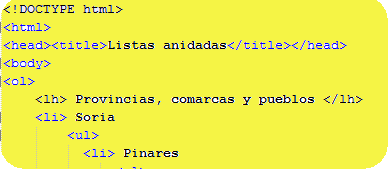 <!DOCTYPE html>
<html>
<head><title>Listas anidadas</title></head>
<body>
<ol>
<lh> Provincias, comarcas y pueblos </lh>
<li> Soria
<ul>
<li> Pinares